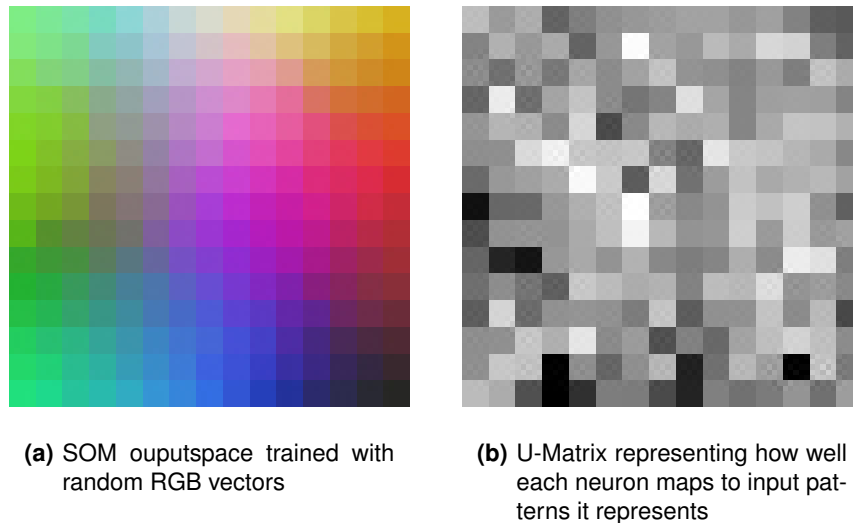 (a) SOM ouputspace trained with
random RGB vectors
(b) U-Matrix representing how well
each neuron maps to input pat-
terns it represents